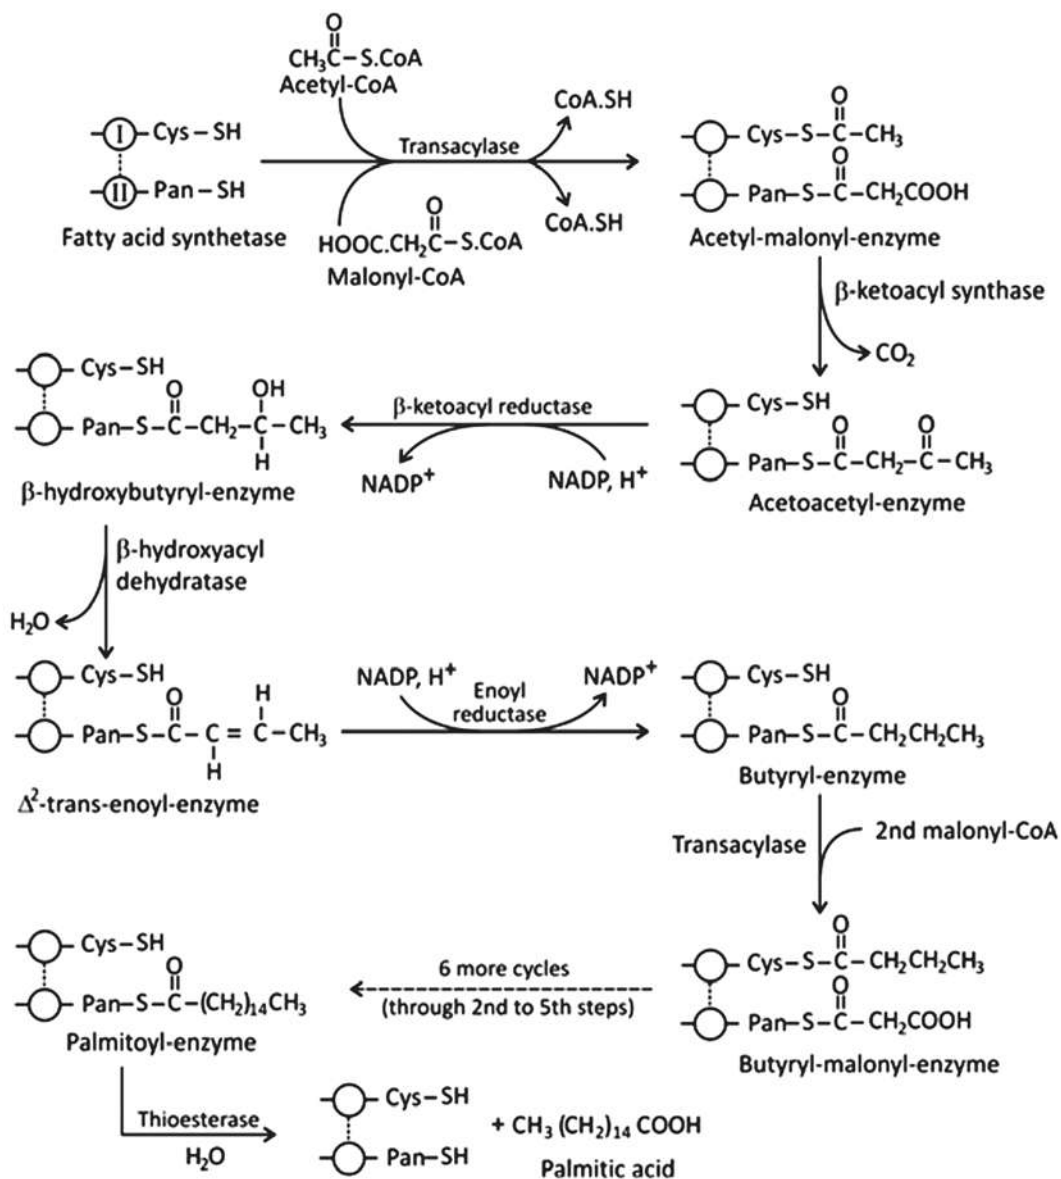 O
CH₃C–S.CoA
Acetyl-CoA
CoA.SH
I Cys–SH
II Pan–SH
Fatty acid synthetase
Transacylase
O
HOOC.CH₂C–S.CoA
Malonyl-CoA
CoA.SH
O
Cys–S–C–CH₃
O
Pan–S–C–CH₂COOH
Acetyl-malonyl-enzyme
β-ketoacyl synthase
CO₂
Cys–SH
O O
Pan–S–C–CH₂–C–CH₃
Acetoacetyl-enzyme
β-ketoacyl reductase
NADP⁺ NADP, H⁺
Cys–SH
O OH
Pan–S–C–CH₂–C–CH₃
H
β-hydroxybutyryl-enzyme
β-hydroxyacyl
dehydratase
H₂O
Cys–SH
O H
Pan–S–C–C=C–CH₃
H
Δ²-trans-enoyl-enzyme
NADP, H⁺ Enoyl NADP⁺
reductase
Cys–SH
O
Pan–S–C–CH₂CH₂CH₃
Butyryl-enzyme
Transacylase 2nd malonyl-CoA
O
Cys–S–C–CH₂CH₂CH₃
O
Pan–S–C–CH₂COOH
Butyryl-malonyl-enzyme
6 more cycles
(through 2nd to 5th steps)
Cys–SH
O
Pan–S–C–(CH₂)₁₄CH₃
Palmitoyl-enzyme
Thioesterase
H₂O
Cys–SH
Pan–SH
+ CH₃ (CH₂)₁₄ COOH
Palmitic acid